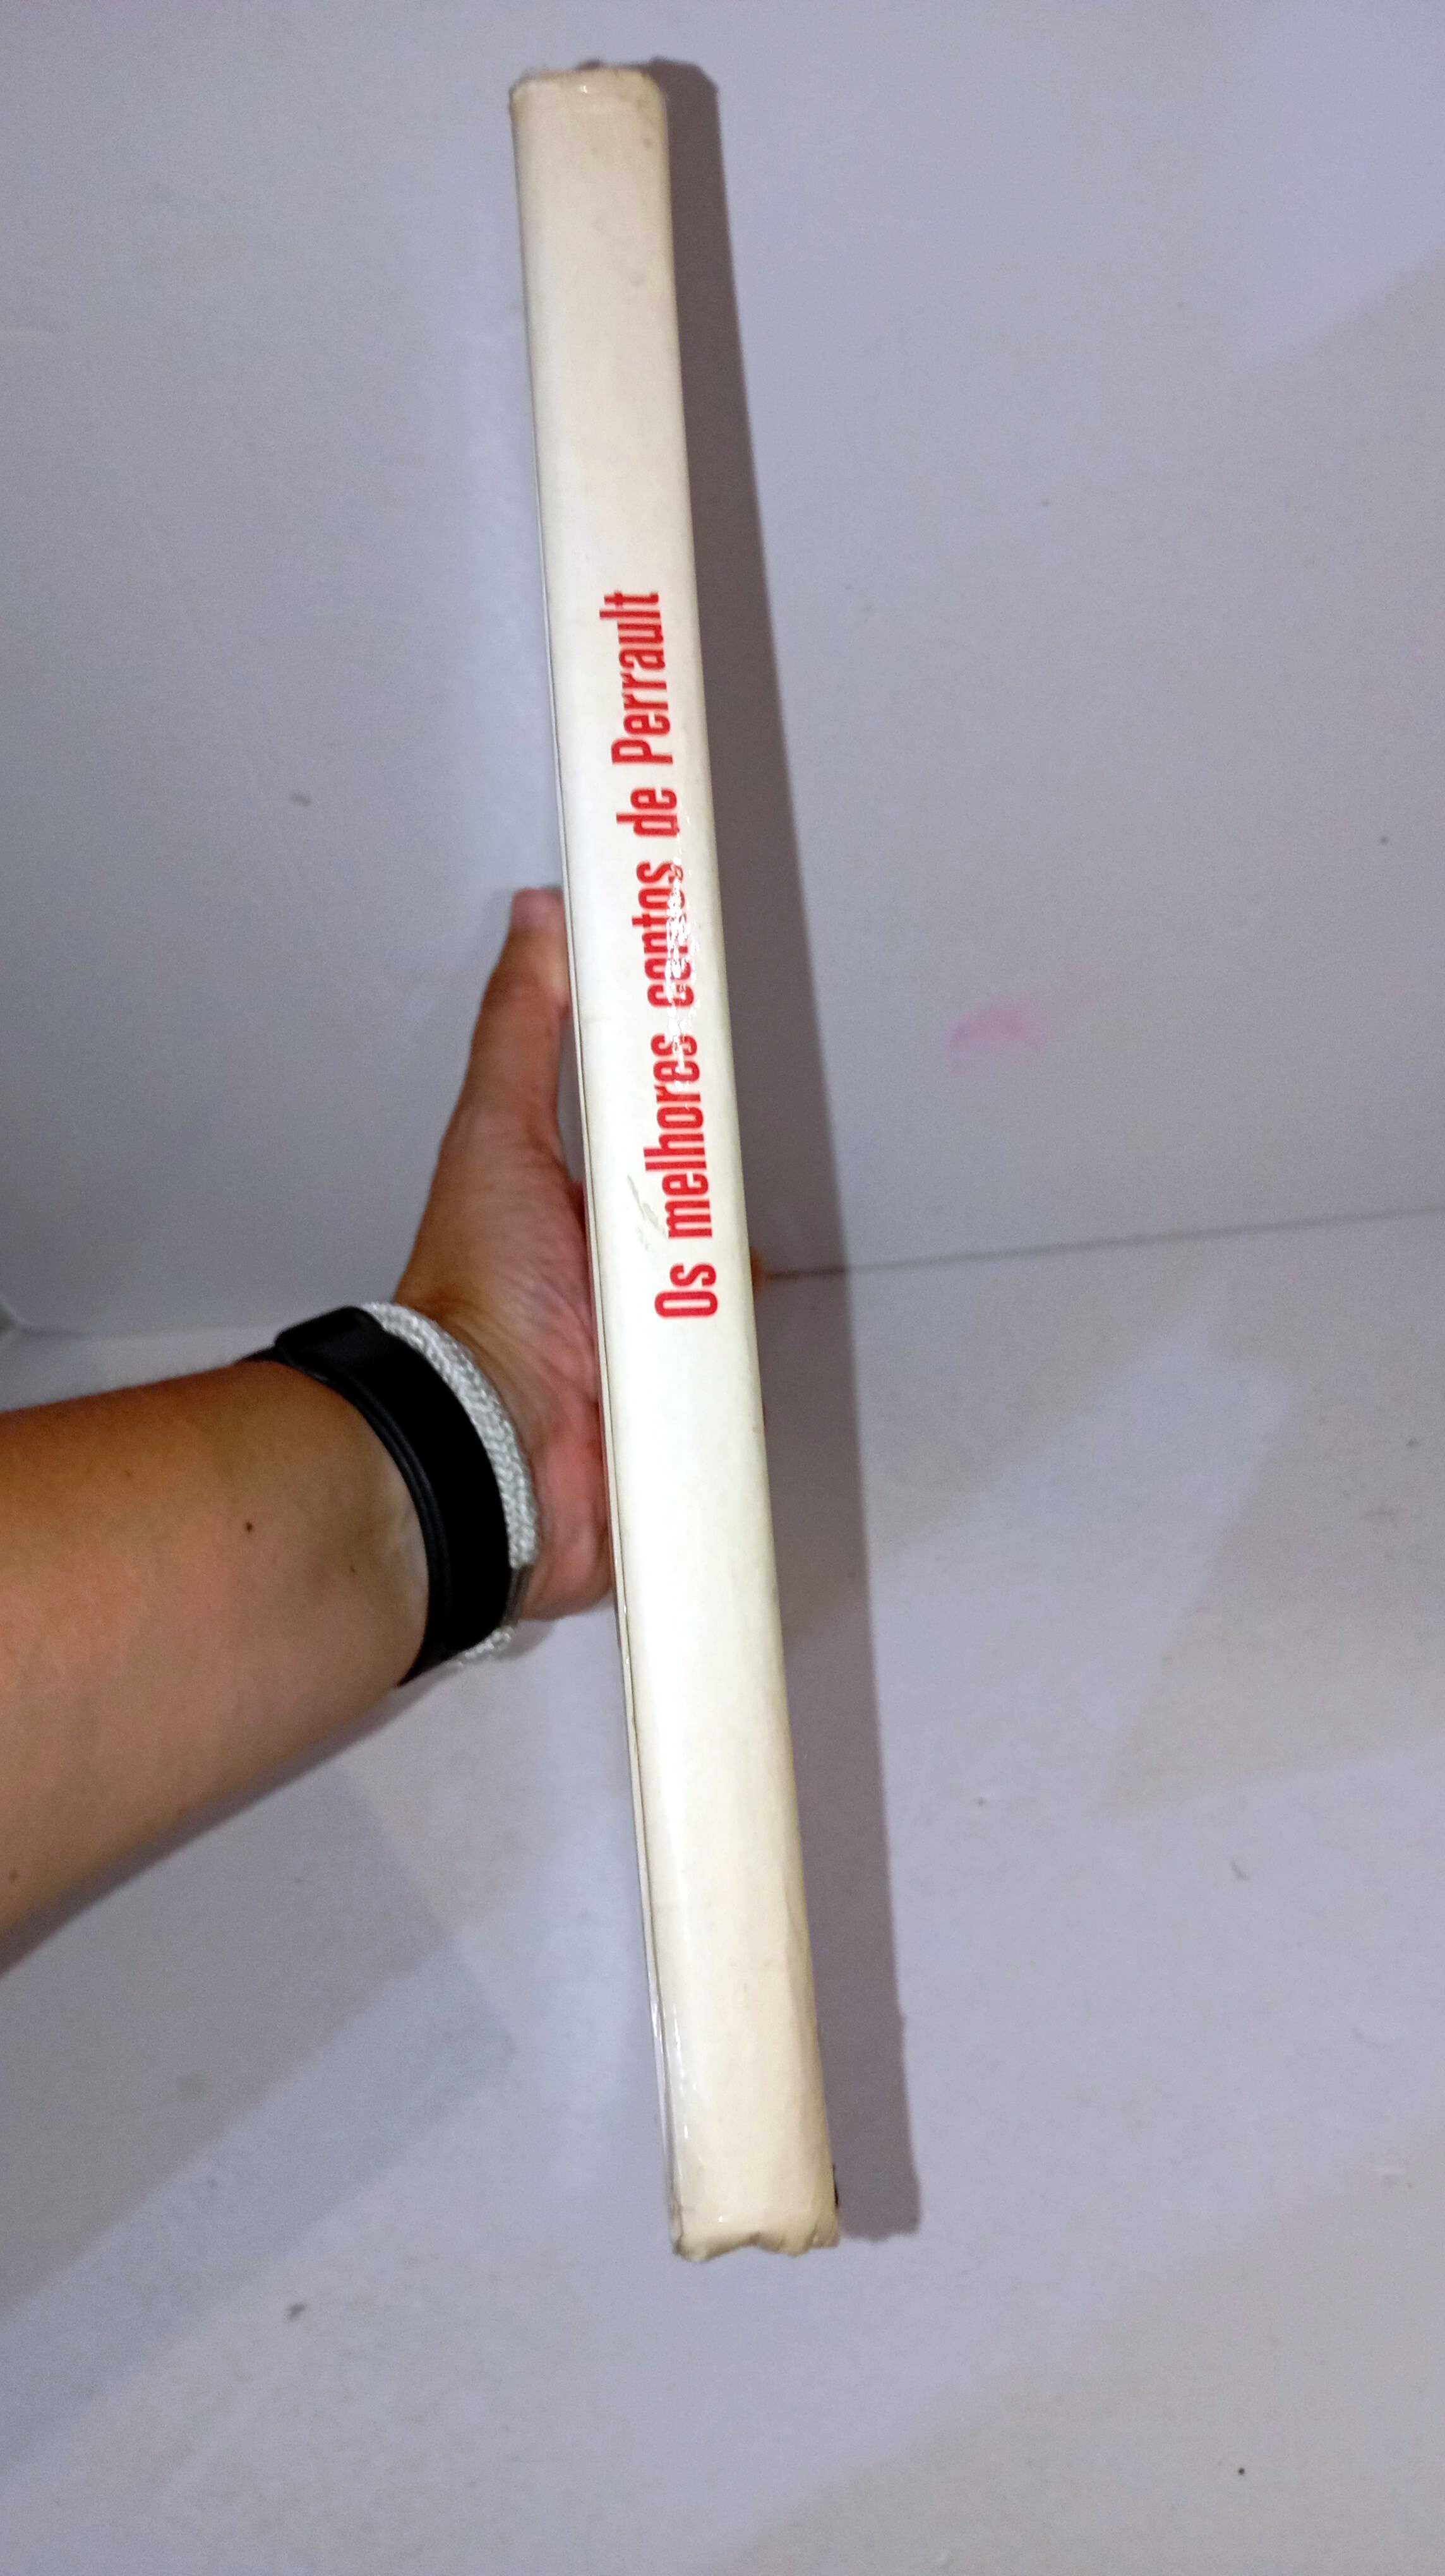 Os melhores contos de Perrault